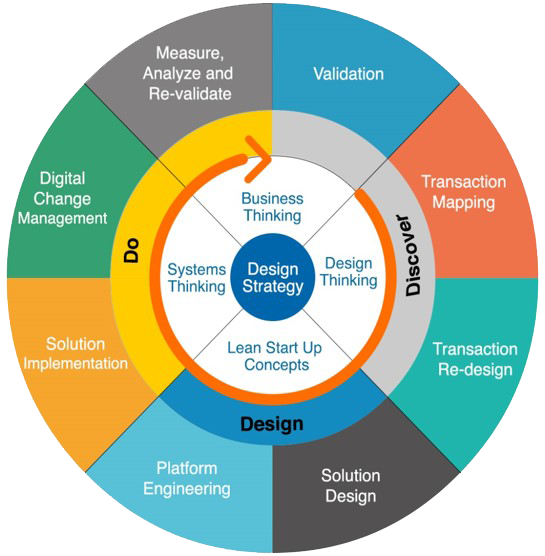 Measure,
Analyze and
Re-validate
Validation
Digital
Change
Management
Transaction
Mapping
Business
Thinking
Do
Discover
Systems
Thinking
Design
Strategy
Design
Thinking
Solution
Implementation
Lean Start Up
Concepts
Transaction
Re-design
Design
Platform
Engineering
Solution
Design